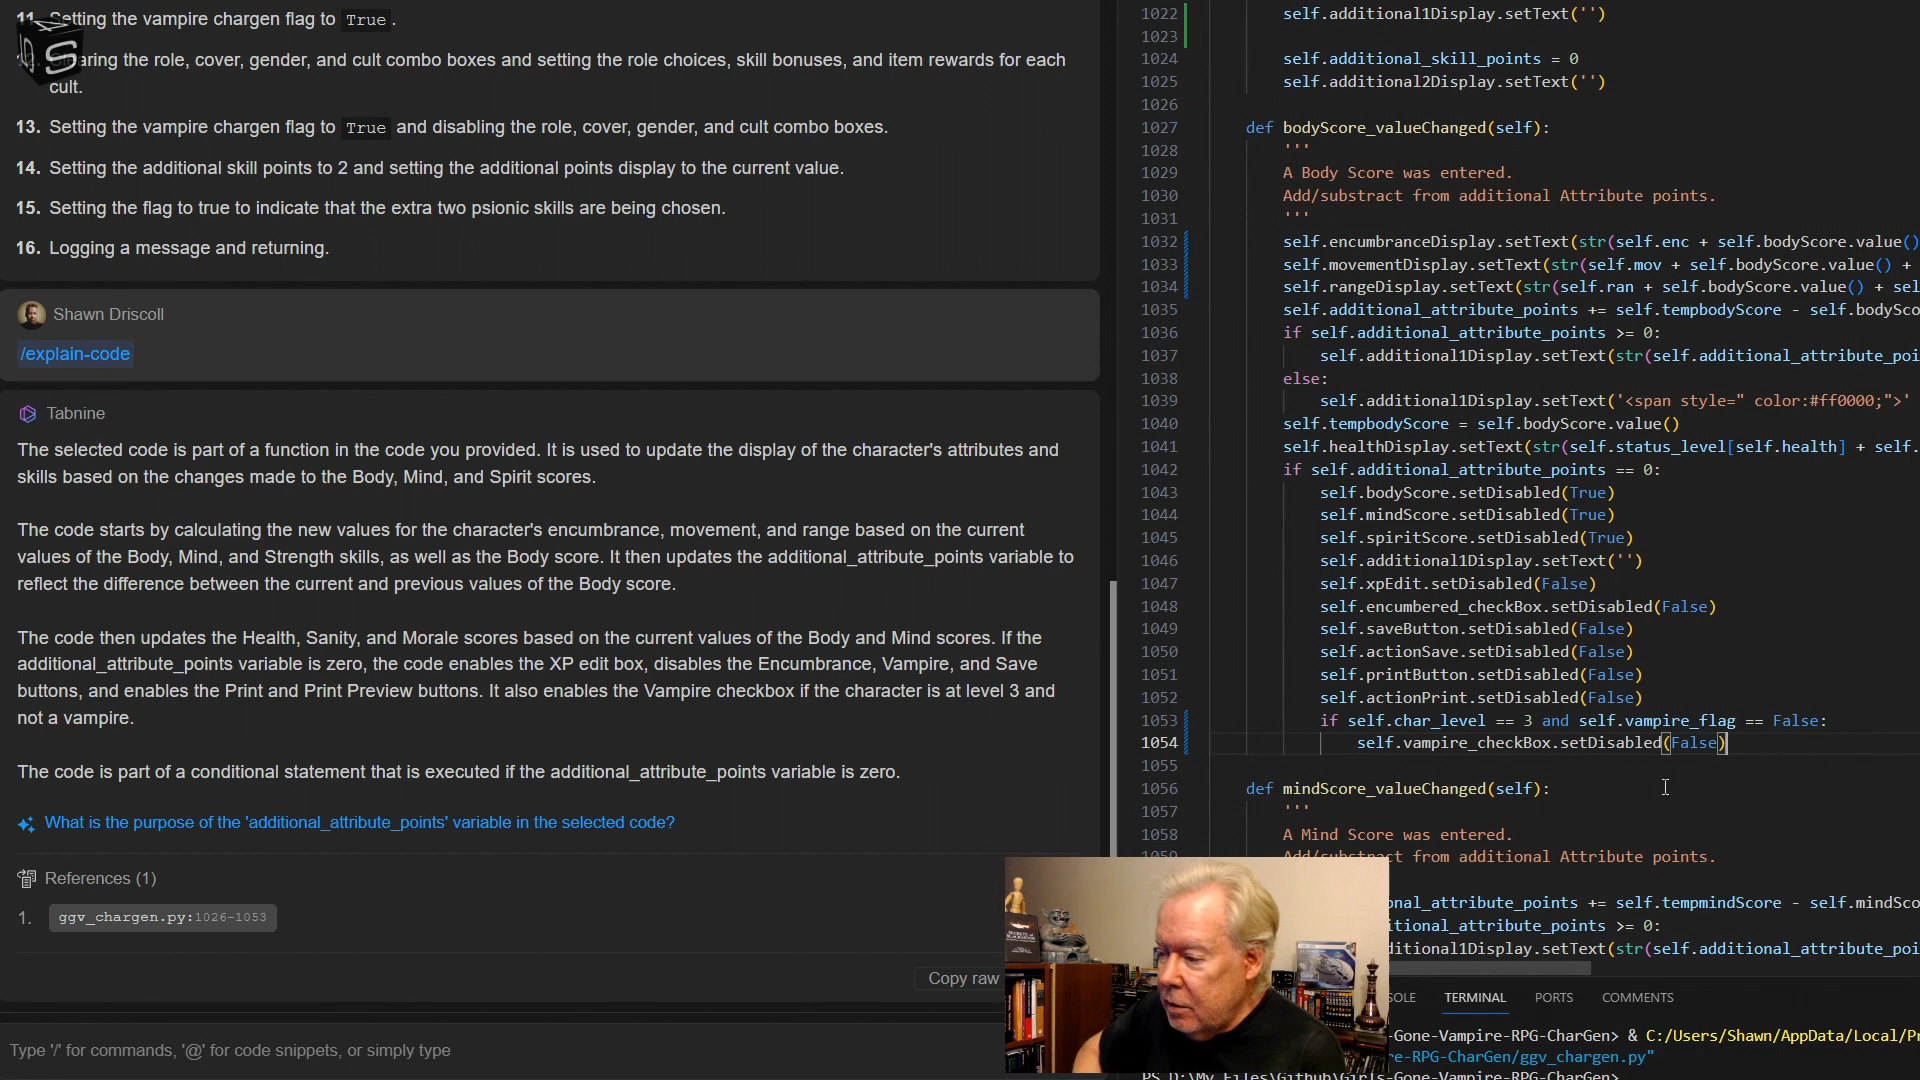 11. Setting the vampire chargen flag to True.
S
Clearing the role, cover, gender, and cult combo boxes and setting the role choices, skill bonuses, and item rewards for each
cult.
13. Setting the vampire chargen flag to True and disabling the role, cover, gender, and cult combo boxes.
14. Setting the additional skill points to 2 and setting the additional points display to the current value.
15. Setting the flag to true to indicate that the extra two psionic skills are being chosen.
16. Logging a message and returning.
Shawn Driscoll
/explain-code
Tabnine
The selected code is part of a function in the code you provided. It is used to update the display of the character's attributes and
skills based on the changes made to the Body, Mind, and Spirit scores.
The code starts by calculating the new values for the character's encumbrance, movement, and range based on the current
values of the Body, Mind, and Strength skills, as well as the Body score. It then updates the additional_attribute_points variable to
reflect the difference between the current and previous values of the Body score.
The code then updates the Health, Sanity, and Morale scores based on the current values of the Body and Mind scores. If the
additional_attribute_points variable is zero, the code enables the XP edit box, disables the Encumbrance, Vampire, and Save
buttons, and enables the Print and Print Preview buttons. It also enables the Vampire checkbox if the character is at level 3 and
not a vampire.
The code is part of a conditional statement that is executed if the additional_attribute_points variable is zero.
What is the purpose of the 'additional_attribute_points' variable in the selected code?
References (1)
1. ggv_chargen.py:1026-1053
Copy raw
Type '/' for commands, '@' for code snippets, or simply type
1022 self.additional1Display.setText('')
1023
1024 self.additional_skill_points = 0
1025 self.additional2Display.setText('')
1026
1027 def bodyScore_valueChanged(self):
1028 '''
1029 A Body Score was entered.
1030 Add/substract from additional Attribute points.
1031 '''
1032 self.encumbranceDisplay.setText(str(self.enc + self.bodyScore.value()
1033 self.movementDisplay.setText(str(self.mov + self.bodyScore.value() +
1034 self.rangeDisplay.setText(str(self.ran + self.bodyScore.value() + sel
1035 self.additional_attribute_points += self.tempbodyScore - self.bodySco
1036 if self.additional_attribute_points >= 0:
1037 self.additional1Display.setText(str(self.additional_attribute_poi
1038 else:
1039 self.additional1Display.setText('<span style=" color:#ff0000;">'
1040 self.tempbodyScore = self.bodyScore.value()
1041 self.healthDisplay.setText(str(self.status_level[self.health] + self.
1042 if self.additional_attribute_points == 0:
1043 self.bodyScore.setDisabled(True)
1044 self.mindScore.setDisabled(True)
1045 self.spiritScore.setDisabled(True)
1046 self.additional1Display.setText('')
1047 self.xpEdit.setDisabled(False)
1048 self.encumbered_checkBox.setDisabled(False)
1049 self.saveButton.setDisabled(False)
1050 self.actionSave.setDisabled(False)
1051 self.printButton.setDisabled(False)
1052 self.actionPrint.setDisabled(False)
1053 if self.char_level == 3 and self.vampire_flag == False:
1054 self.vampire_checkBox.setDisabled(False)
1055
1056 def mindScore_valueChanged(self):
1057 '''
1058 A Mind Score was entered.
1059 Add/substract from additional Attribute points.
onal_attribute_points += self.tempmindScore - self.mindSco
itional_attribute_points >= 0:
ditional1Display.setText(str(self.additional_attribute_poi
SOLE TERMINAL PORTS COMMENTS
-Gone-Vampire-RPG-CharGen> & C:/Users/Shawn/AppData/Local/Pr
re-RPG-CharGen/ggv_chargen.py"
PS D:\My Files\Github\Girls-Gone-Vampire-RPG-CharGen>